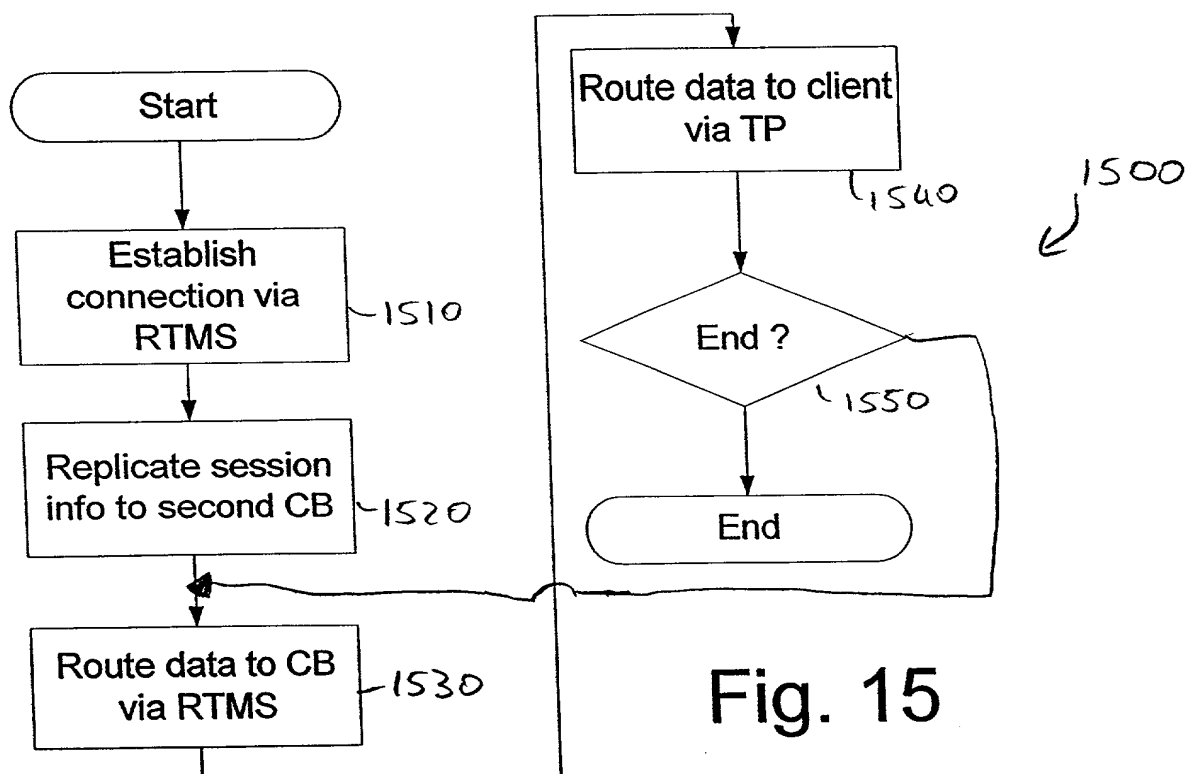 Start
Establish
connection via
RTMS
1510
Replicate session
info to second CB
1520
Route data to CB
via RTMS
1530
Route data to client
via TP
1540
End ?
1550
End
1500
Fig. 15